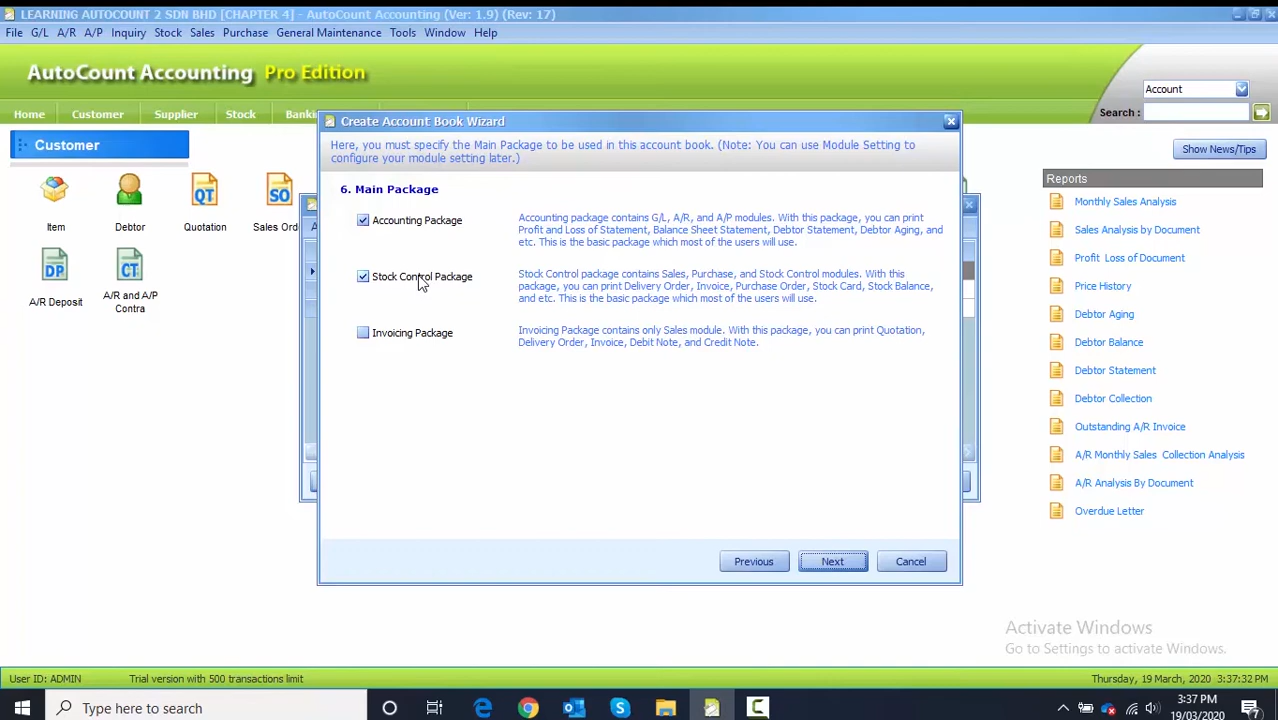 LEARNING AUTOCOUNT 2 SDN BHD [CHAPTER 4] - AutoCount Accounting (Ver: 1.9) (Rev: 17)
File G/L A/R A/P Inquiry Stock Sales Purchase General Maintenance Tools Window Help
AutoCount Accounting Pro Edition
Account
Search :
Home Customer Supplier Stock
Show News/Tips
Customer
Item
Debtor
Quotation
Sales Ord
A/R Deposit
A/R and A/P
Contra
Create Account Book Wizard
Here, you must specify the Main Package to be used in this account book. (Note: You can use Module Setting to
configure your module setting later.)
6. Main Package
Accounting Package
Accounting package contains G/L, A/R, and A/P modules. With this package, you can print
Profit and Loss of Statement, Balance Sheet Statement, Debtor Statement, Debtor Aging, and
etc. This is the basic package which most of the users will use.
Stock Control Package
Stock Control package contains Sales, Purchase, and Stock Control modules. With this
package, you can print Delivery Order, Invoice, Purchase Order, Stock Card, Stock Balance,
and etc. This is the basic package which most of the users will use.
Invoicing Package
Invoicing Package contains only Sales module. With this package, you can print Quotation,
Delivery Order, Invoice, Debit Note, and Credit Note.
Previous Next Cancel
Reports
Monthly Sales Analysis
Sales Analysis by Document
Profit Loss of Document
Price History
Debtor Aging
Debtor Balance
Debtor Statement
Debtor Collection
Outstanding A/R Invoice
A/R Monthly Sales Collection Analysis
A/R Analysis By Document
Overdue Letter
Activate Windows
Go to Settings to activate Windows.
User ID: ADMIN Trial version with 500 transactions limit Thursday, 19 March, 2020 3:37:32 PM
Type here to search
3:37 PM
19/03/2020